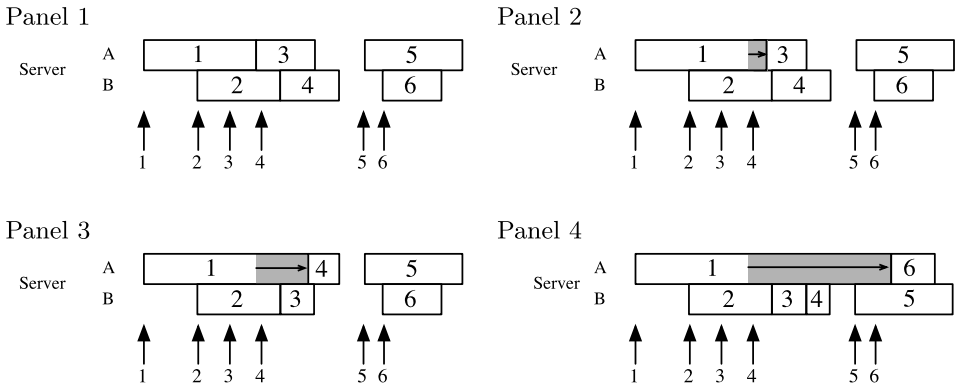 Panel 1
Server A 1 3 5
B 2 4 6
1 2 3 4 5 6
Panel 2
Server A 1 3 5
B 2 4 6
1 2 3 4 5 6
Panel 3
Server A 1 4 5
B 2 3 6
1 2 3 4 5 6
Panel 4
Server A 1 6
B 2 3 4 5
1 2 3 4 5 6